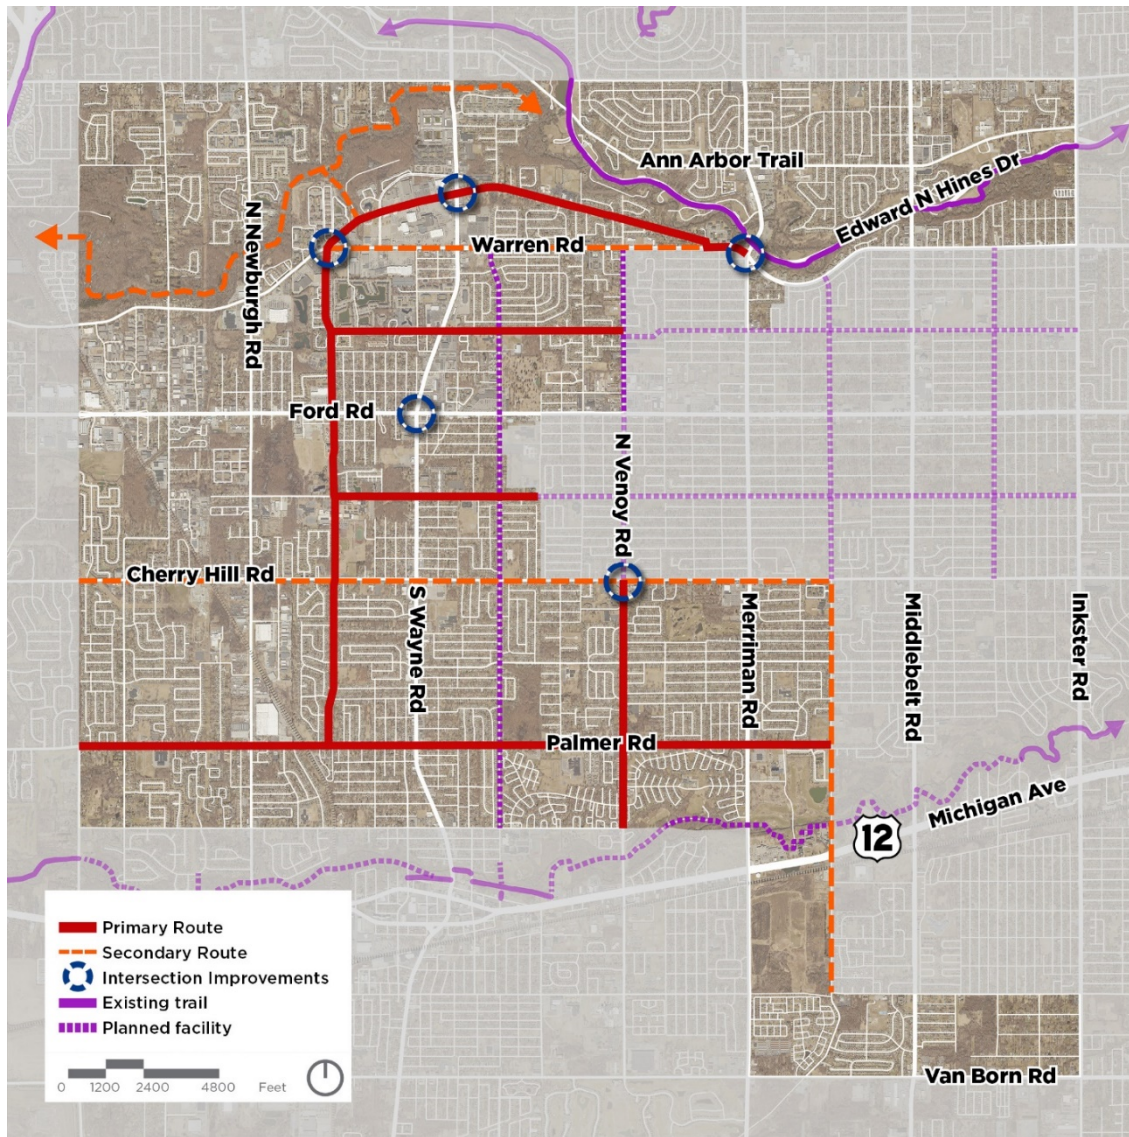 Ann Arbor Trail
Edward N Hines Dr
N Newburgh Rd
Warren Rd
Ford Rd
N Venoy Rd
Cherry Hill Rd
S Wayne Rd
Merriman Rd
Middlebelt Rd
Inkster Rd
Palmer Rd
Michigan Ave
12
Primary Route
Secondary Route
Intersection Improvements
Existing trail
Planned facility
0 1200 2400 4800 Feet
Van Born Rd